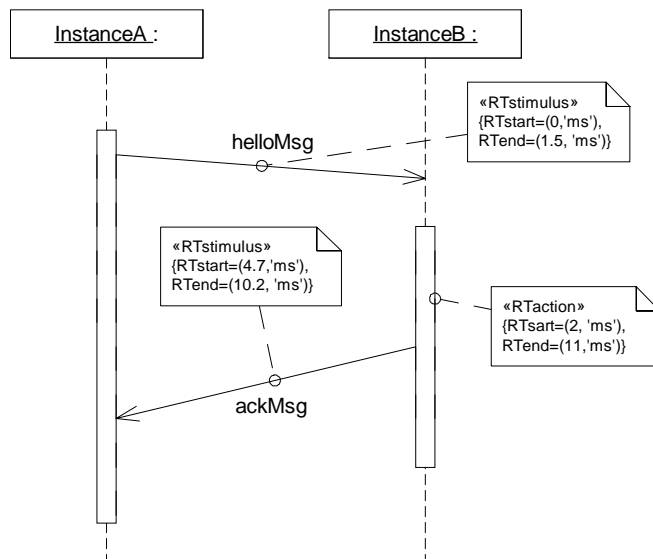 InstanceA :
InstanceB :
«RTstimulus»
{RTstart=(0,'ms'),
RTend=(1.5, 'ms')}
helloMsg
«RTstimulus»
{RTstart=(4.7,'ms'),
RTend=(10.2, 'ms')}
«RTaction»
{RTsart=(2, 'ms'),
RTend=(11,'ms')}
ackMsg